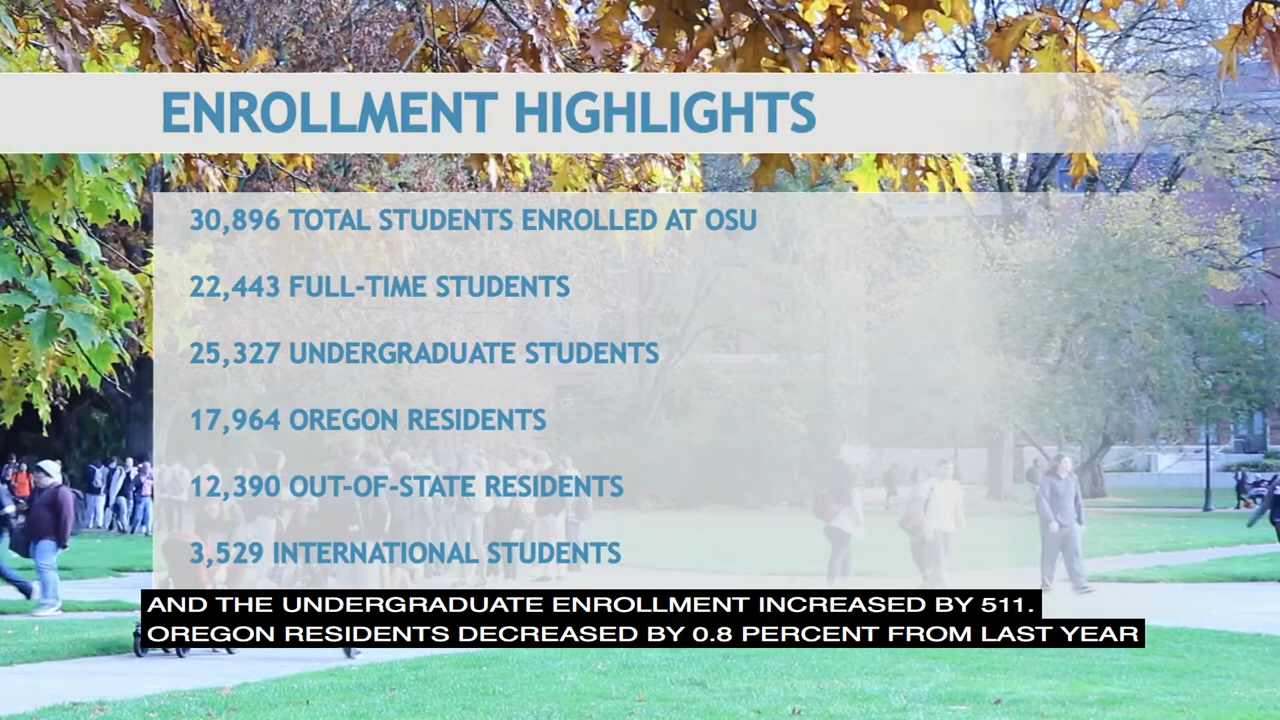 ENROLLMENT HIGHLIGHTS
30,896 TOTAL STUDENTS ENROLLED AT OSU
22,443 FULL-TIME STUDENTS
25,327 UNDERGRADUATE STUDENTS
17,964 OREGON RESIDENTS
12,390 OUT-OF-STATE RESIDENTS
3,529 INTERNATIONAL STUDENTS
AND THE UNDERGRADUATE ENROLLMENT INCREASED BY 511.
OREGON RESIDENTS DECREASED BY 0.8 PERCENT FROM LAST YEAR